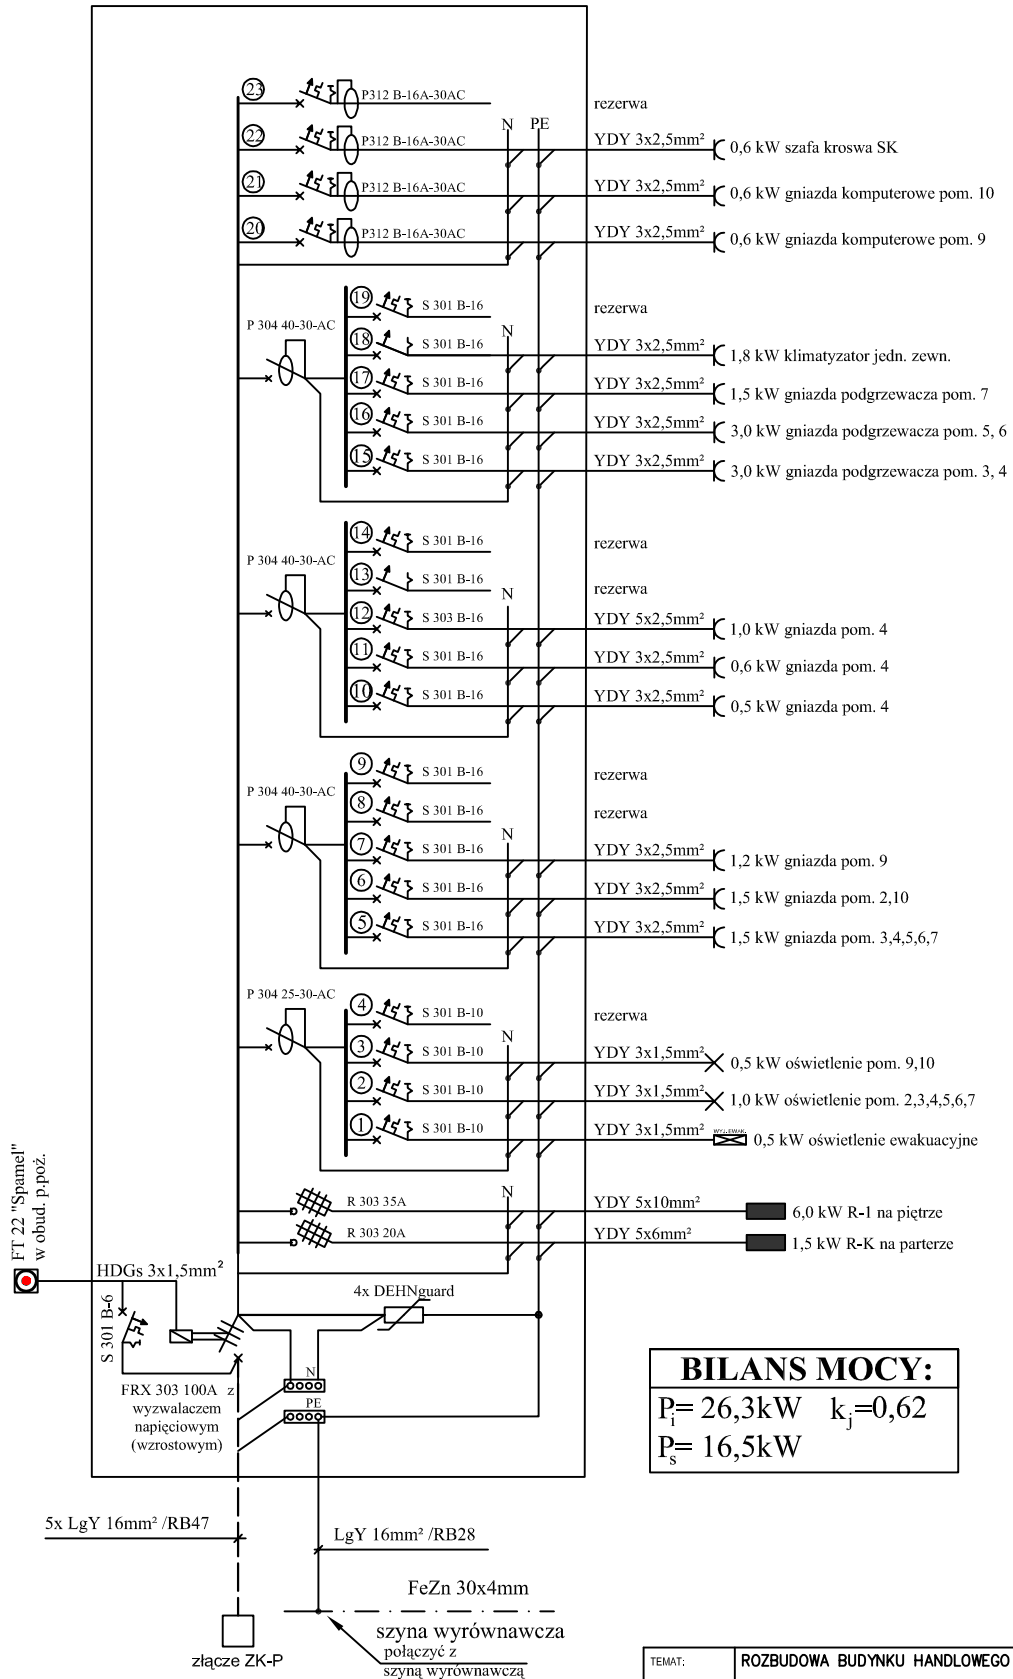 23 P312 B-16A-30AC rezerwa
N PE
22 P312 B-16A-30AC YDY 3x2,5mm² 0,6 kW szafa kroswa SK
21 P312 B-16A-30AC YDY 3x2,5mm² 0,6 kW gniazda komputerowe pom. 10
20 P312 B-16A-30AC YDY 3x2,5mm² 0,6 kW gniazda komputerowe pom. 9
P 304 40-30-AC
19 S 301 B-16 rezerwa
N
18 S 301 B-16 YDY 3x2,5mm² 1,8 kW klimatyzator jedn. zewn.
17 S 301 B-16 YDY 3x2,5mm² 1,5 kW gniazda podgrzewacza pom. 7
16 S 301 B-16 YDY 3x2,5mm² 3,0 kW gniazda podgrzewacza pom. 5, 6
15 S 301 B-16 YDY 3x2,5mm² 3,0 kW gniazda podgrzewacza pom. 3, 4
P 304 40-30-AC
14 S 301 B-16 rezerwa
13 S 301 B-16 rezerwa
N
12 S 303 B-16 YDY 5x2,5mm² 1,0 kW gniazda pom. 4
11 S 301 B-16 YDY 3x2,5mm² 0,6 kW gniazda pom. 4
10 S 301 B-16 YDY 3x2,5mm² 0,5 kW gniazda pom. 4
P 304 40-30-AC
9 S 301 B-16 rezerwa
8 S 301 B-16 rezerwa
N
7 S 301 B-16 YDY 3x2,5mm² 1,2 kW gniazda pom. 9
6 S 301 B-16 YDY 3x2,5mm² 1,5 kW gniazda pom. 2,10
5 S 301 B-16 YDY 3x2,5mm² 1,5 kW gniazda pom. 3,4,5,6,7
P 304 25-30-AC
4 S 301 B-10 rezerwa
N
3 S 301 B-10 YDY 3x1,5mm² 0,5 kW oświetlenie pom. 9,10
2 S 301 B-10 YDY 3x1,5mm² 1,0 kW oświetlenie pom. 2,3,4,5,6,7
1 S 301 B-10 YDY 3x1,5mm² WYJ. EWAK. 0,5 kW oświetlenie ewakuacyjne
N
R 303 35A YDY 5x10mm² 6,0 kW R-1 na piętrze
R 303 20A YDY 5x6mm² 1,5 kW R-K na parterze
FT 22 "Spamel"
w obud. p.poż.
HDGs 3x1,5mm²
S 301 B-6
4x DEHNguard
N
PE
FRX 303 100A z
wyzwalaczem
napięciowym
(wzrostowym)
BILANS MOCY:
Pi= 26,3kW kj=0,62
Ps= 16,5kW
5x LgY 16mm² /RB47
LgY 16mm² /RB28
FeZn 30x4mm
szyna wyrównawcza
połączyć z
szyną wyrównawczą
złącze ZK-P
TEMAT: ROZBUDOWA BUDYNKU HANDLOWEGO